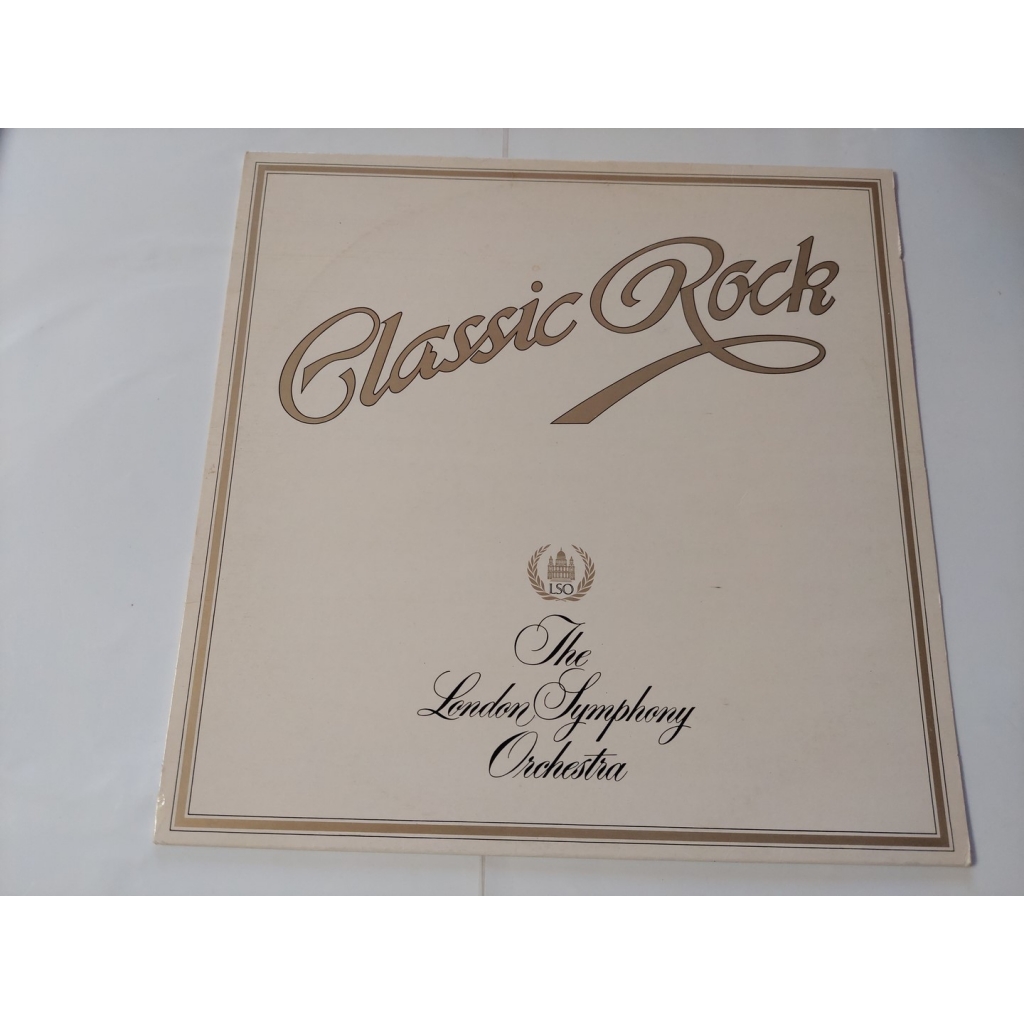 Classic Rock
LSO
The
London Symphony
Orchestra